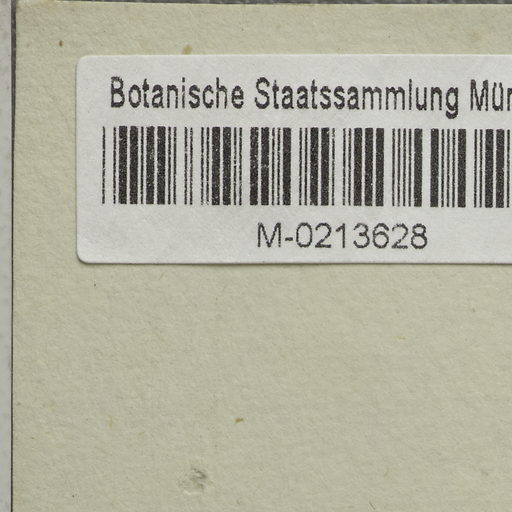 Botanische Staatssammlung Mün
M-0213628